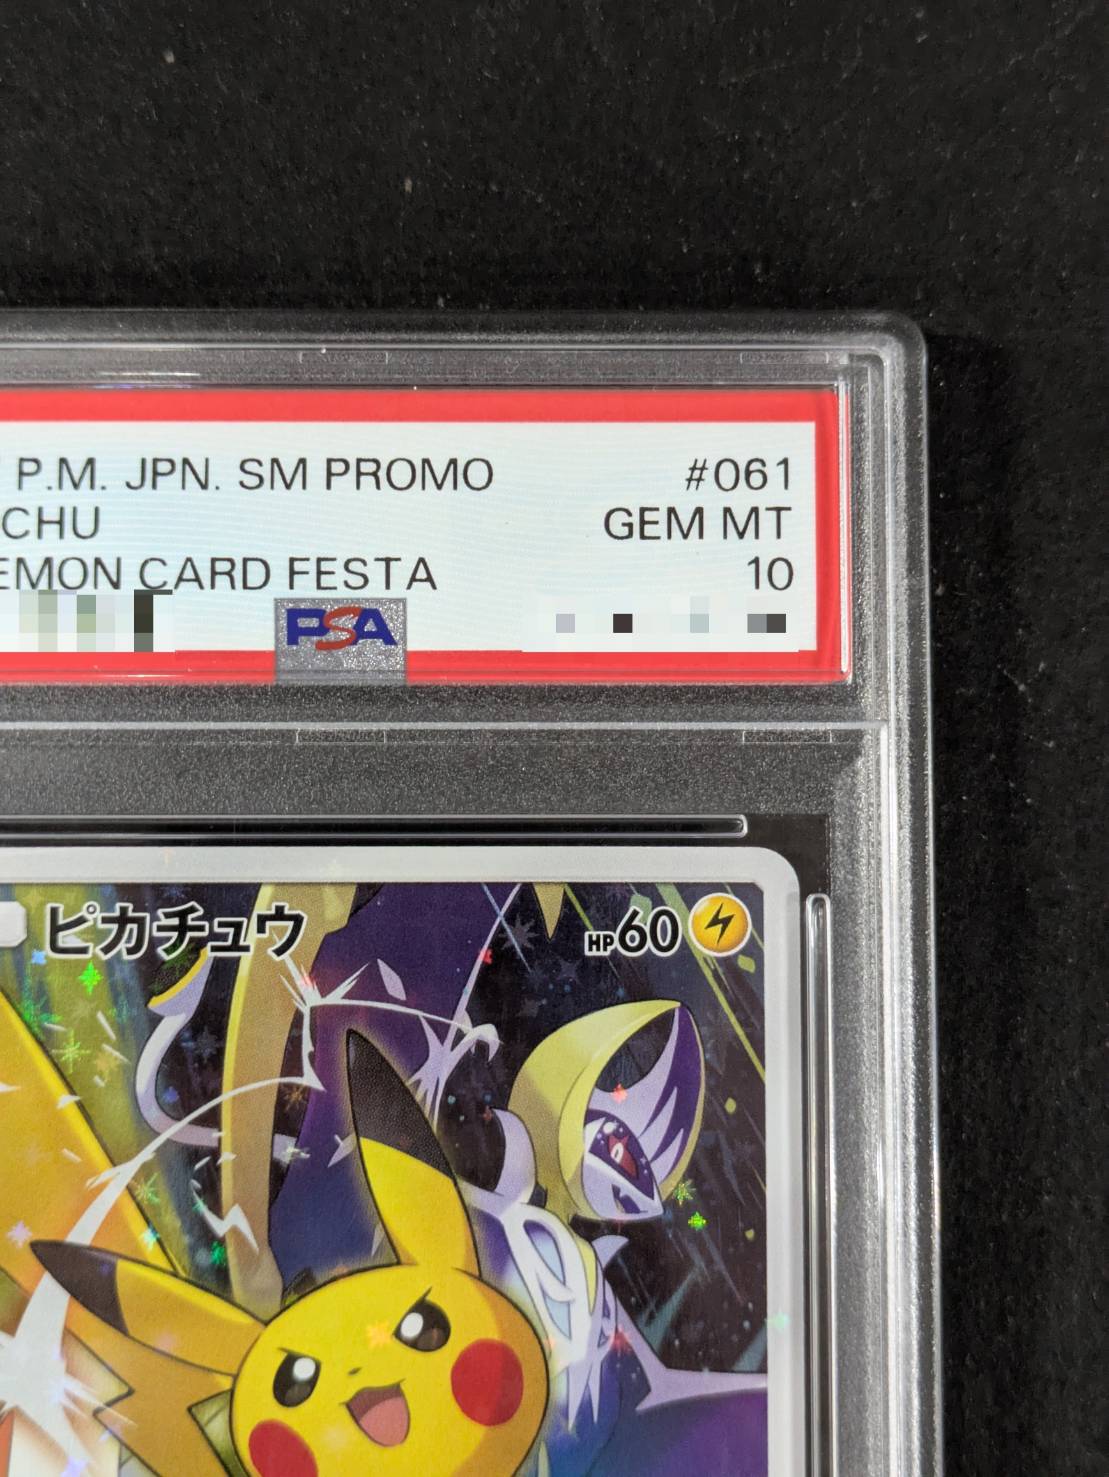 P.M. JPN. SM PROMO #061
CHU GEM MT
EMON CARD FESTA 10
PSA
ピカチュウ HP60